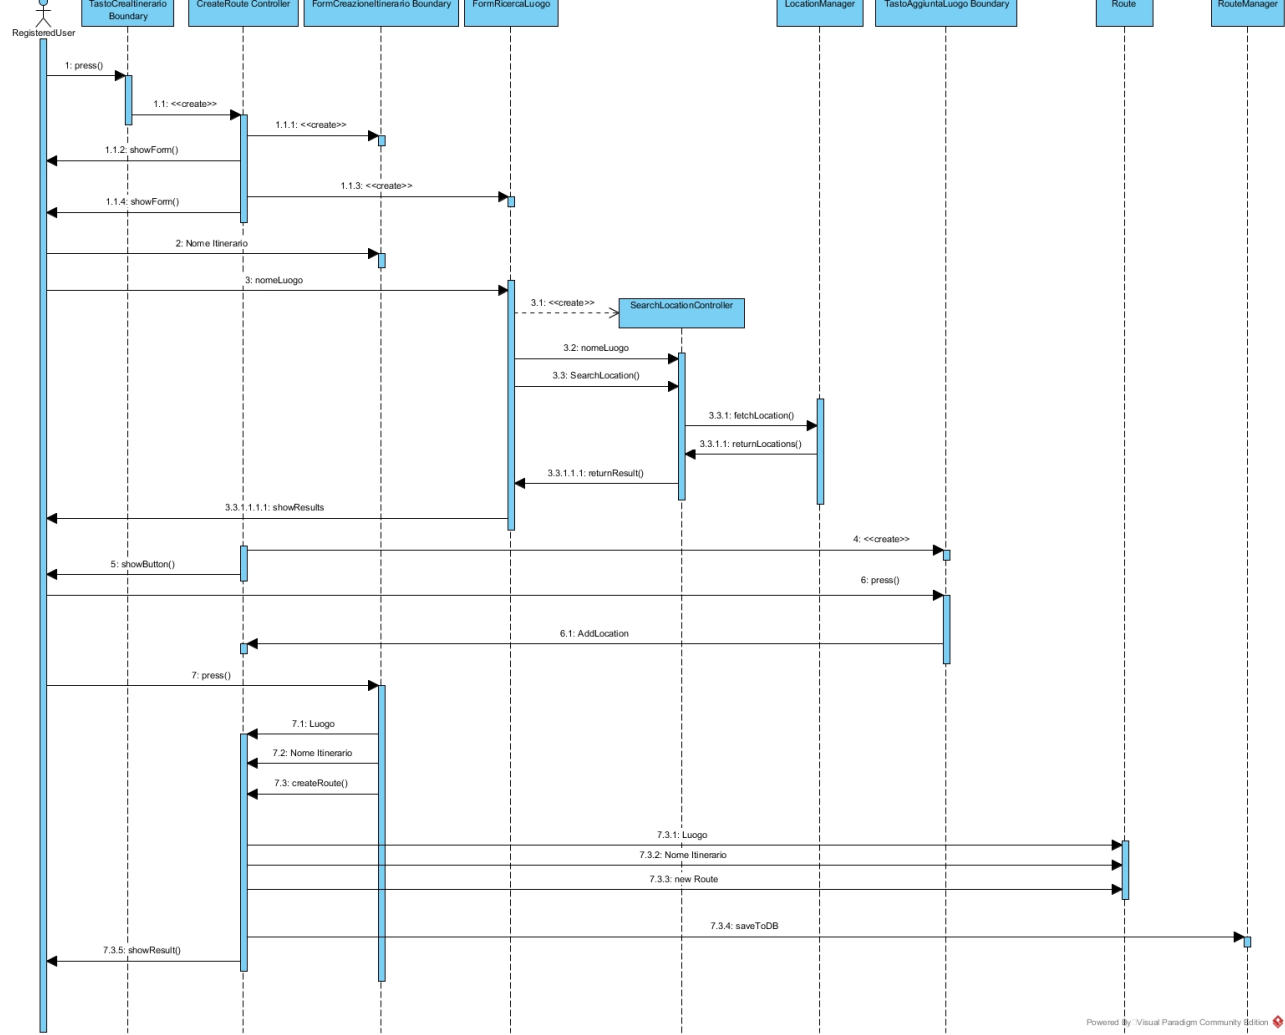 TastoCreaItinerario
Boundary
CreateRoute Controller
FormCreazioneItinerario Boundary
FormRicercaLuogo
LocationManager
TastoAggiuntaLuogo Boundary
Route
RouteManager
RegisteredUser
1: press()
1.1: <<create>>
1.1.1: <<create>>
1.1.2: showForm()
1.1.3: <<create>>
1.1.4: showForm()
2: Nome Itinerario
3: nomeLuogo
3.1: <<create>>
SearchLocationController
3.2: nomeLuogo
3.3: SearchLocation()
3.3.1: fetchLocation()
3.3.1.1: returnLocations()
3.3.1.1.1: returnResult()
3.3.1.1.1.1: showResults
4: <<create>>
5: showButton()
6: press()
6.1: AddLocation
7: press()
7.1: Luogo
7.2: Nome Itinerario
7.3: createRoute()
7.3.1: Luogo
7.3.2: Nome Itinerario
7.3.3: new Route
7.3.4: saveToDB
7.3.5: showResult()
Powered By Visual Paradigm Community Edition